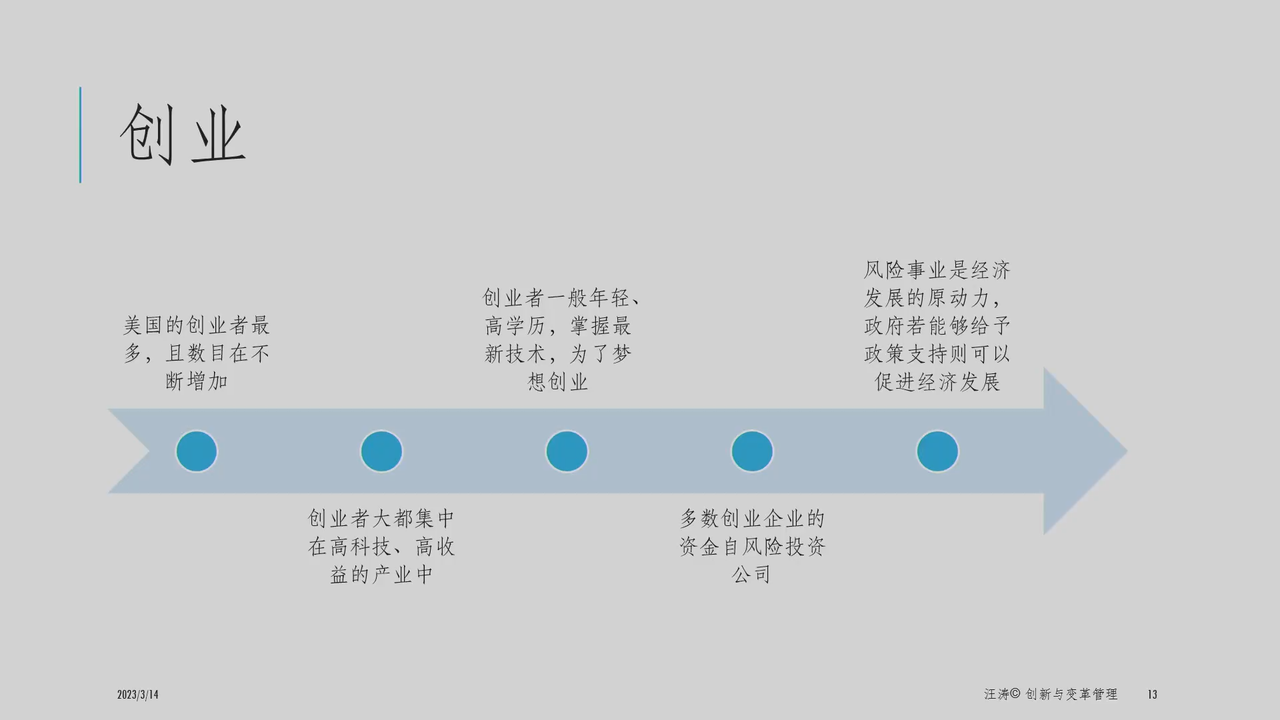 创业
美国的创业者最
多，且数目在不
断增加
创业者大都集中
在高科技、高收
益的产业中
创业者一般年轻、
高学历，掌握最
新技术，为了梦
想创业
多数创业企业的
资金自风险投资
公司
风险事业是经济
发展的原动力，
政府若能够给予
政策支持则可以
促进经济发展
2023/3/14
汪涛© 创新与变革管理
13